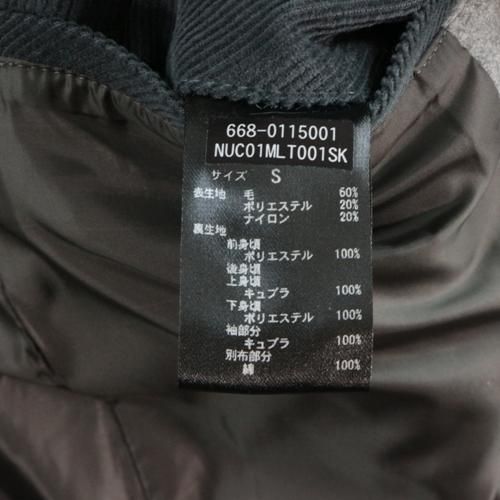 668-0115001
NUC01MLT001SK
サイズ S
表生地 毛 60%
ポリエステル 20%
ナイロン 20%
裏生地
前身頃
ポリエステル 100%
後身頃
上身頃
キュプラ 100%
下身頃
ポリエステル 100%
袖部分
キュプラ 100%
別布部分
綿 100%